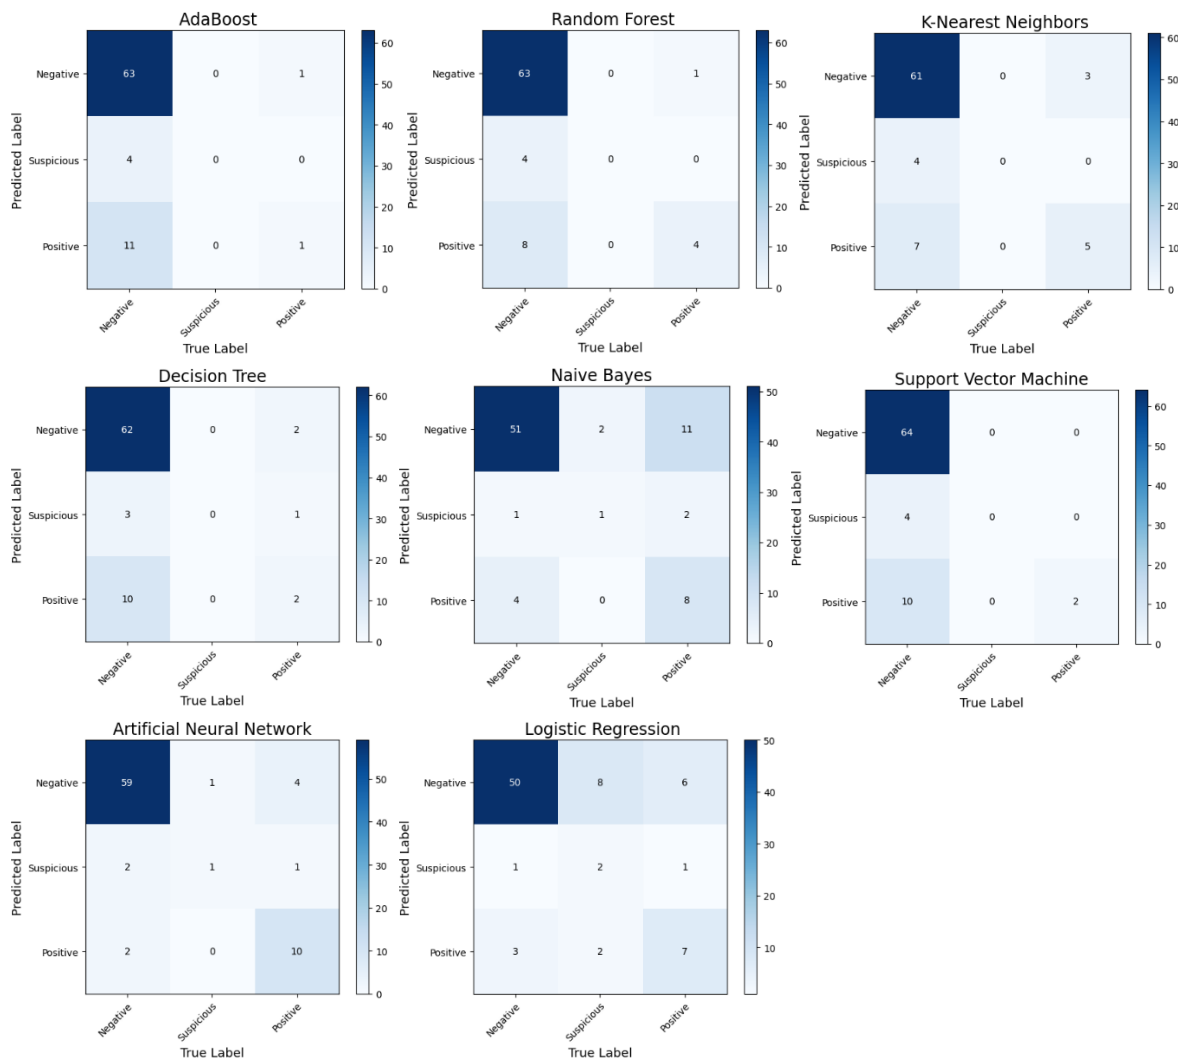 AdaBoost
Negative 63 0 1
Suspicious 4 0 0
Positive 11 0 1
Negative Suspicious Positive
True Label
Predicted Label
60
50
40
30
20
10
0
Random Forest
Negative 63 0 1
Suspicious 4 0 0
Positive 8 0 4
Negative Suspicious Positive
True Label
Predicted Label
60
50
40
30
20
10
0
K-Nearest Neighbors
Negative 61 0 3
Suspicious 4 0 0
Positive 7 0 5
Negative Suspicious Positive
True Label
Predicted Label
60
50
40
30
20
10
0
Decision Tree
Negative 62 0 2
Suspicious 3 0 1
Positive 10 0 2
Negative Suspicious Positive
True Label
Predicted Label
60
50
40
30
20
10
0
Naive Bayes
Negative 51 2 11
Suspicious 1 1 2
Positive 4 0 8
Negative Suspicious Positive
True Label
Predicted Label
50
40
30
20
10
0
Support Vector Machine
Negative 64 0 0
Suspicious 4 0 0
Positive 10 0 2
Negative Suspicious Positive
True Label
Predicted Label
60
50
40
30
20
10
0
Artificial Neural Network
Negative 59 1 4
Suspicious 2 1 1
Positive 2 0 10
Negative Suspicious Positive
True Label
Predicted Label
50
40
30
20
10
0
Logistic Regression
Negative 50 8 6
Suspicious 1 2 1
Positive 3 2 7
Negative Suspicious Positive
True Label
Predicted Label
50
40
30
20
10